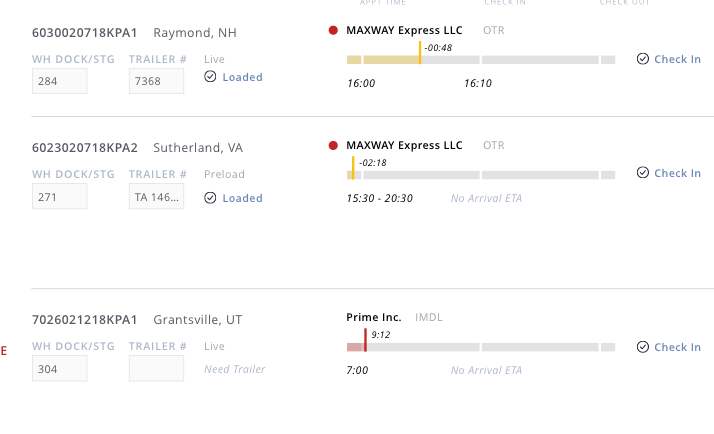 APPT TIME CHECK IN CHECK OUT
6030020718KPA1 Raymond, NH MAXWAY Express LLC OTR
-00:48
WH DOCK/STG TRAILER # Live Check In
284 7368 Loaded 16:00 16:10
6023020718KPA2 Sutherland, VA MAXWAY Express LLC OTR
-02:18
WH DOCK/STG TRAILER # Preload Check In
271 TA 146... Loaded 15:30 - 20:30 No Arrival ETA
7026021218KPA1 Grantsville, UT Prime Inc. IMDL
9:12
E WH DOCK/STG TRAILER # Live Check In
304 Need Trailer 7:00 No Arrival ETA